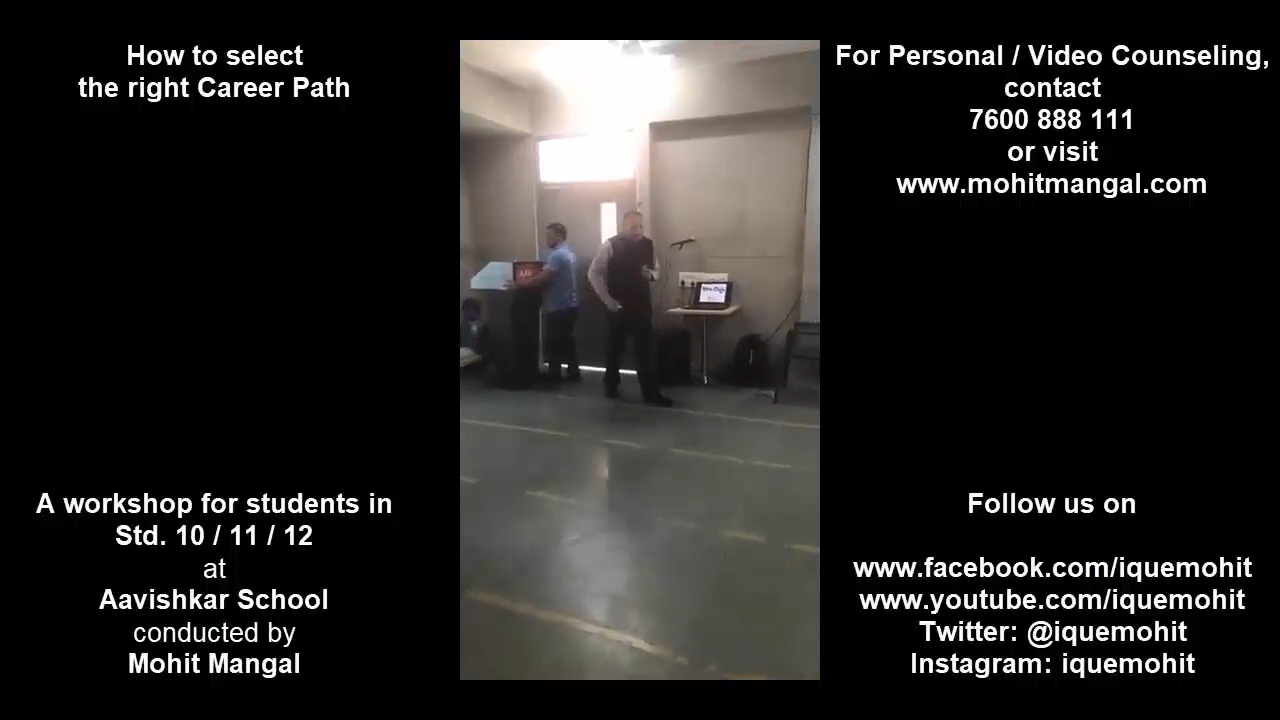 How to select
the right Career Path
For Personal / Video Counseling,
contact
7600 888 111
or visit
www.mohitmangal.com
A workshop for students in
Std. 10 / 11 / 12
at
Aavishkar School
conducted by
Mohit Mangal
Follow us on
www.facebook.com/iquemohit
www.youtube.com/iquemohit
Twitter: @iquemohit
Instagram: iquemohit